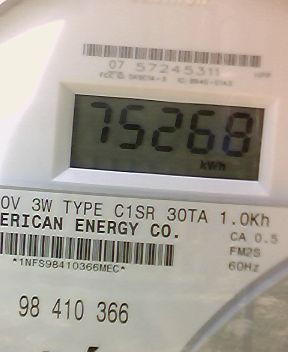 07 57245311
75268
kWh
0V 3W TYPE C1SR 30TA 1.0Kh
ERICAN ENERGY CO.
CA 0.5
FM2S
*1NFS98410366MEC*
60Hz
98 410 366